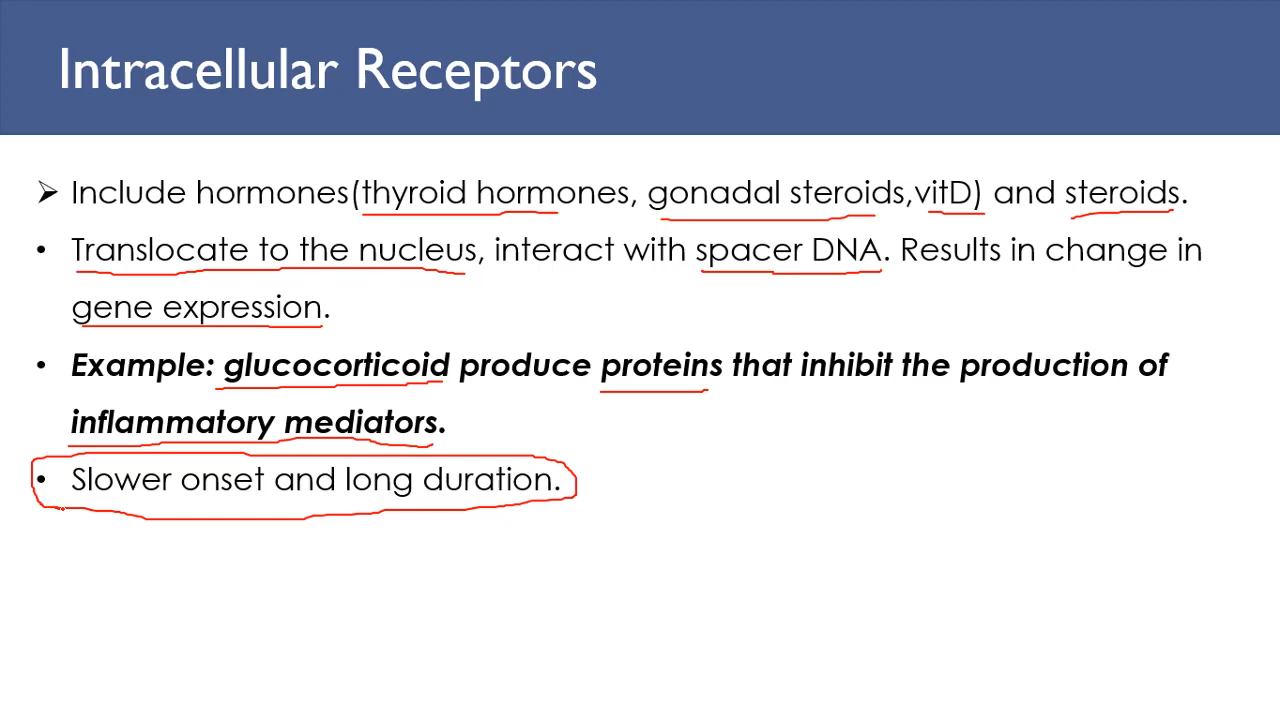 Intracellular Receptors
➢ Include hormones(thyroid hormones, gonadal steroids,vitD) and steroids.
• Translocate to the nucleus, interact with spacer DNA. Results in change in
gene expression.
• Example: glucocorticoid produce proteins that inhibit the production of
inflammatory mediators.
• Slower onset and long duration.